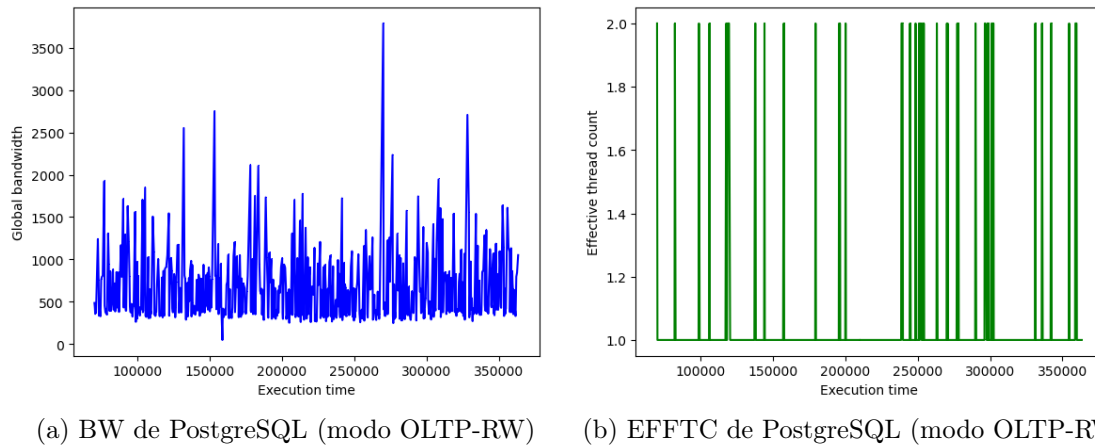 3500
3000
2500
2000
1500
1000
500
0
Global bandwidth
100000 150000 200000 250000 300000 350000
Execution time
(a) BW de PostgreSQL (modo OLTP-RW)
2.0
1.8
1.6
1.4
1.2
1.0
Effective thread count
100000 150000 200000 250000 300000 350000
Execution time
(b) EFFTC de PostgreSQL (modo OLTP-RW